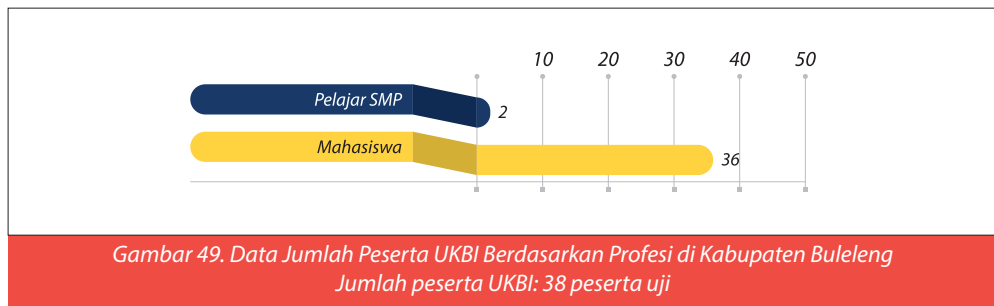 10 20 30 40 50
Pelajar SMP 2
Mahasiswa 36
Gambar 49. Data Jumlah Peserta UKBI Berdasarkan Profesi di Kabupaten Buleleng
Jumlah peserta UKBI: 38 peserta uji